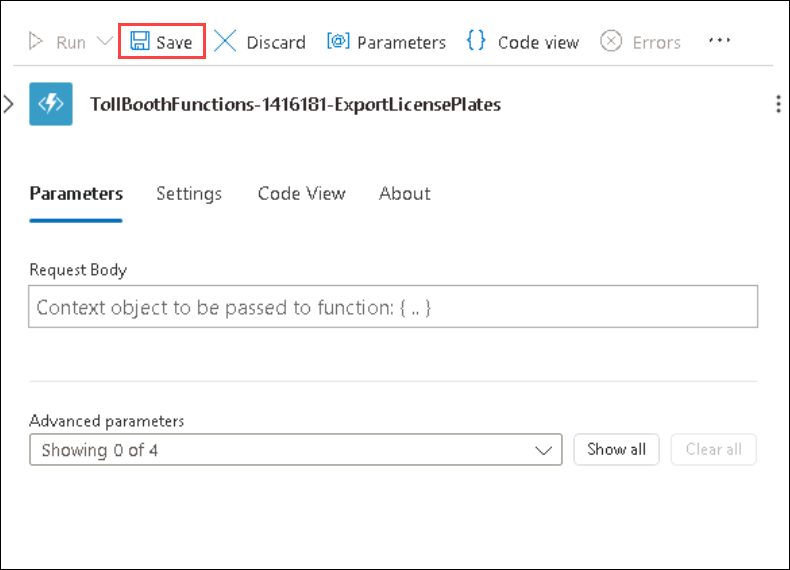 Run Save Discard [@] Parameters {} Code view Errors ...
TollBoothFunctions-1416181-ExportLicensePlates
Parameters Settings Code View About
Request Body
Context object to be passed to function: { .. }
Advanced parameters
Showing 0 of 4 Show all Clear all